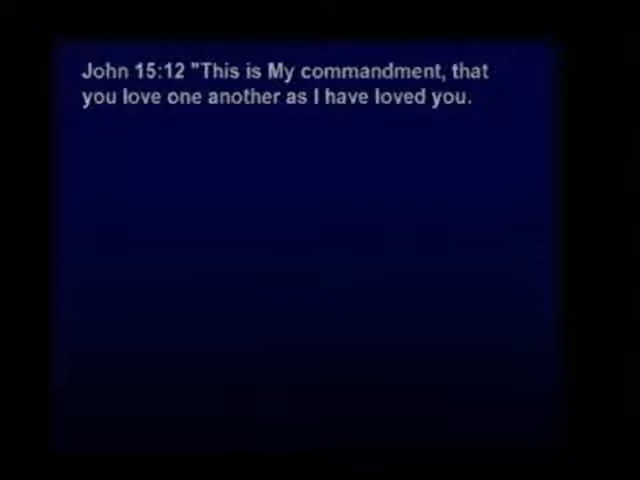 John 15:12 "This is My commandment, that
you love one another as I have loved you.